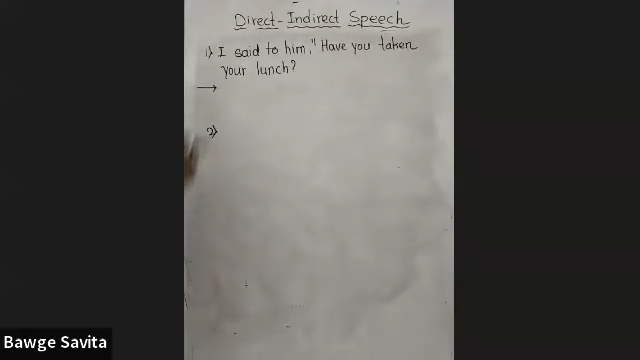 Direct-Indirect Speech
1) I said to him, "Have you taken
your lunch?
→
2)
Bawge Savita